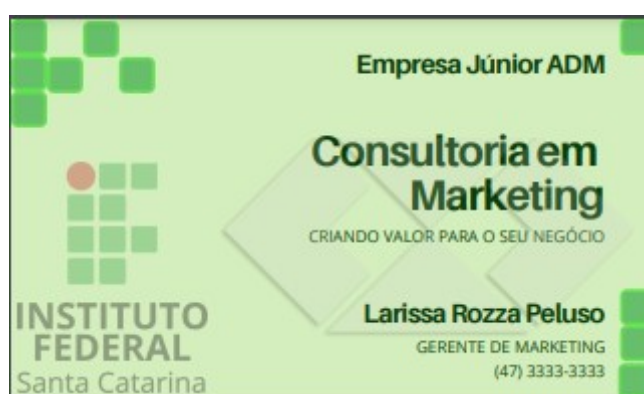 Empresa Júnior ADM
Consultoria em
Marketing
CRIANDO VALOR PARA O SEU NEGÓCIO
INSTITUTO
FEDERAL
Santa Catarina
Larissa Rozza Peluso
GERENTE DE MARKETING
(47) 3333-3333